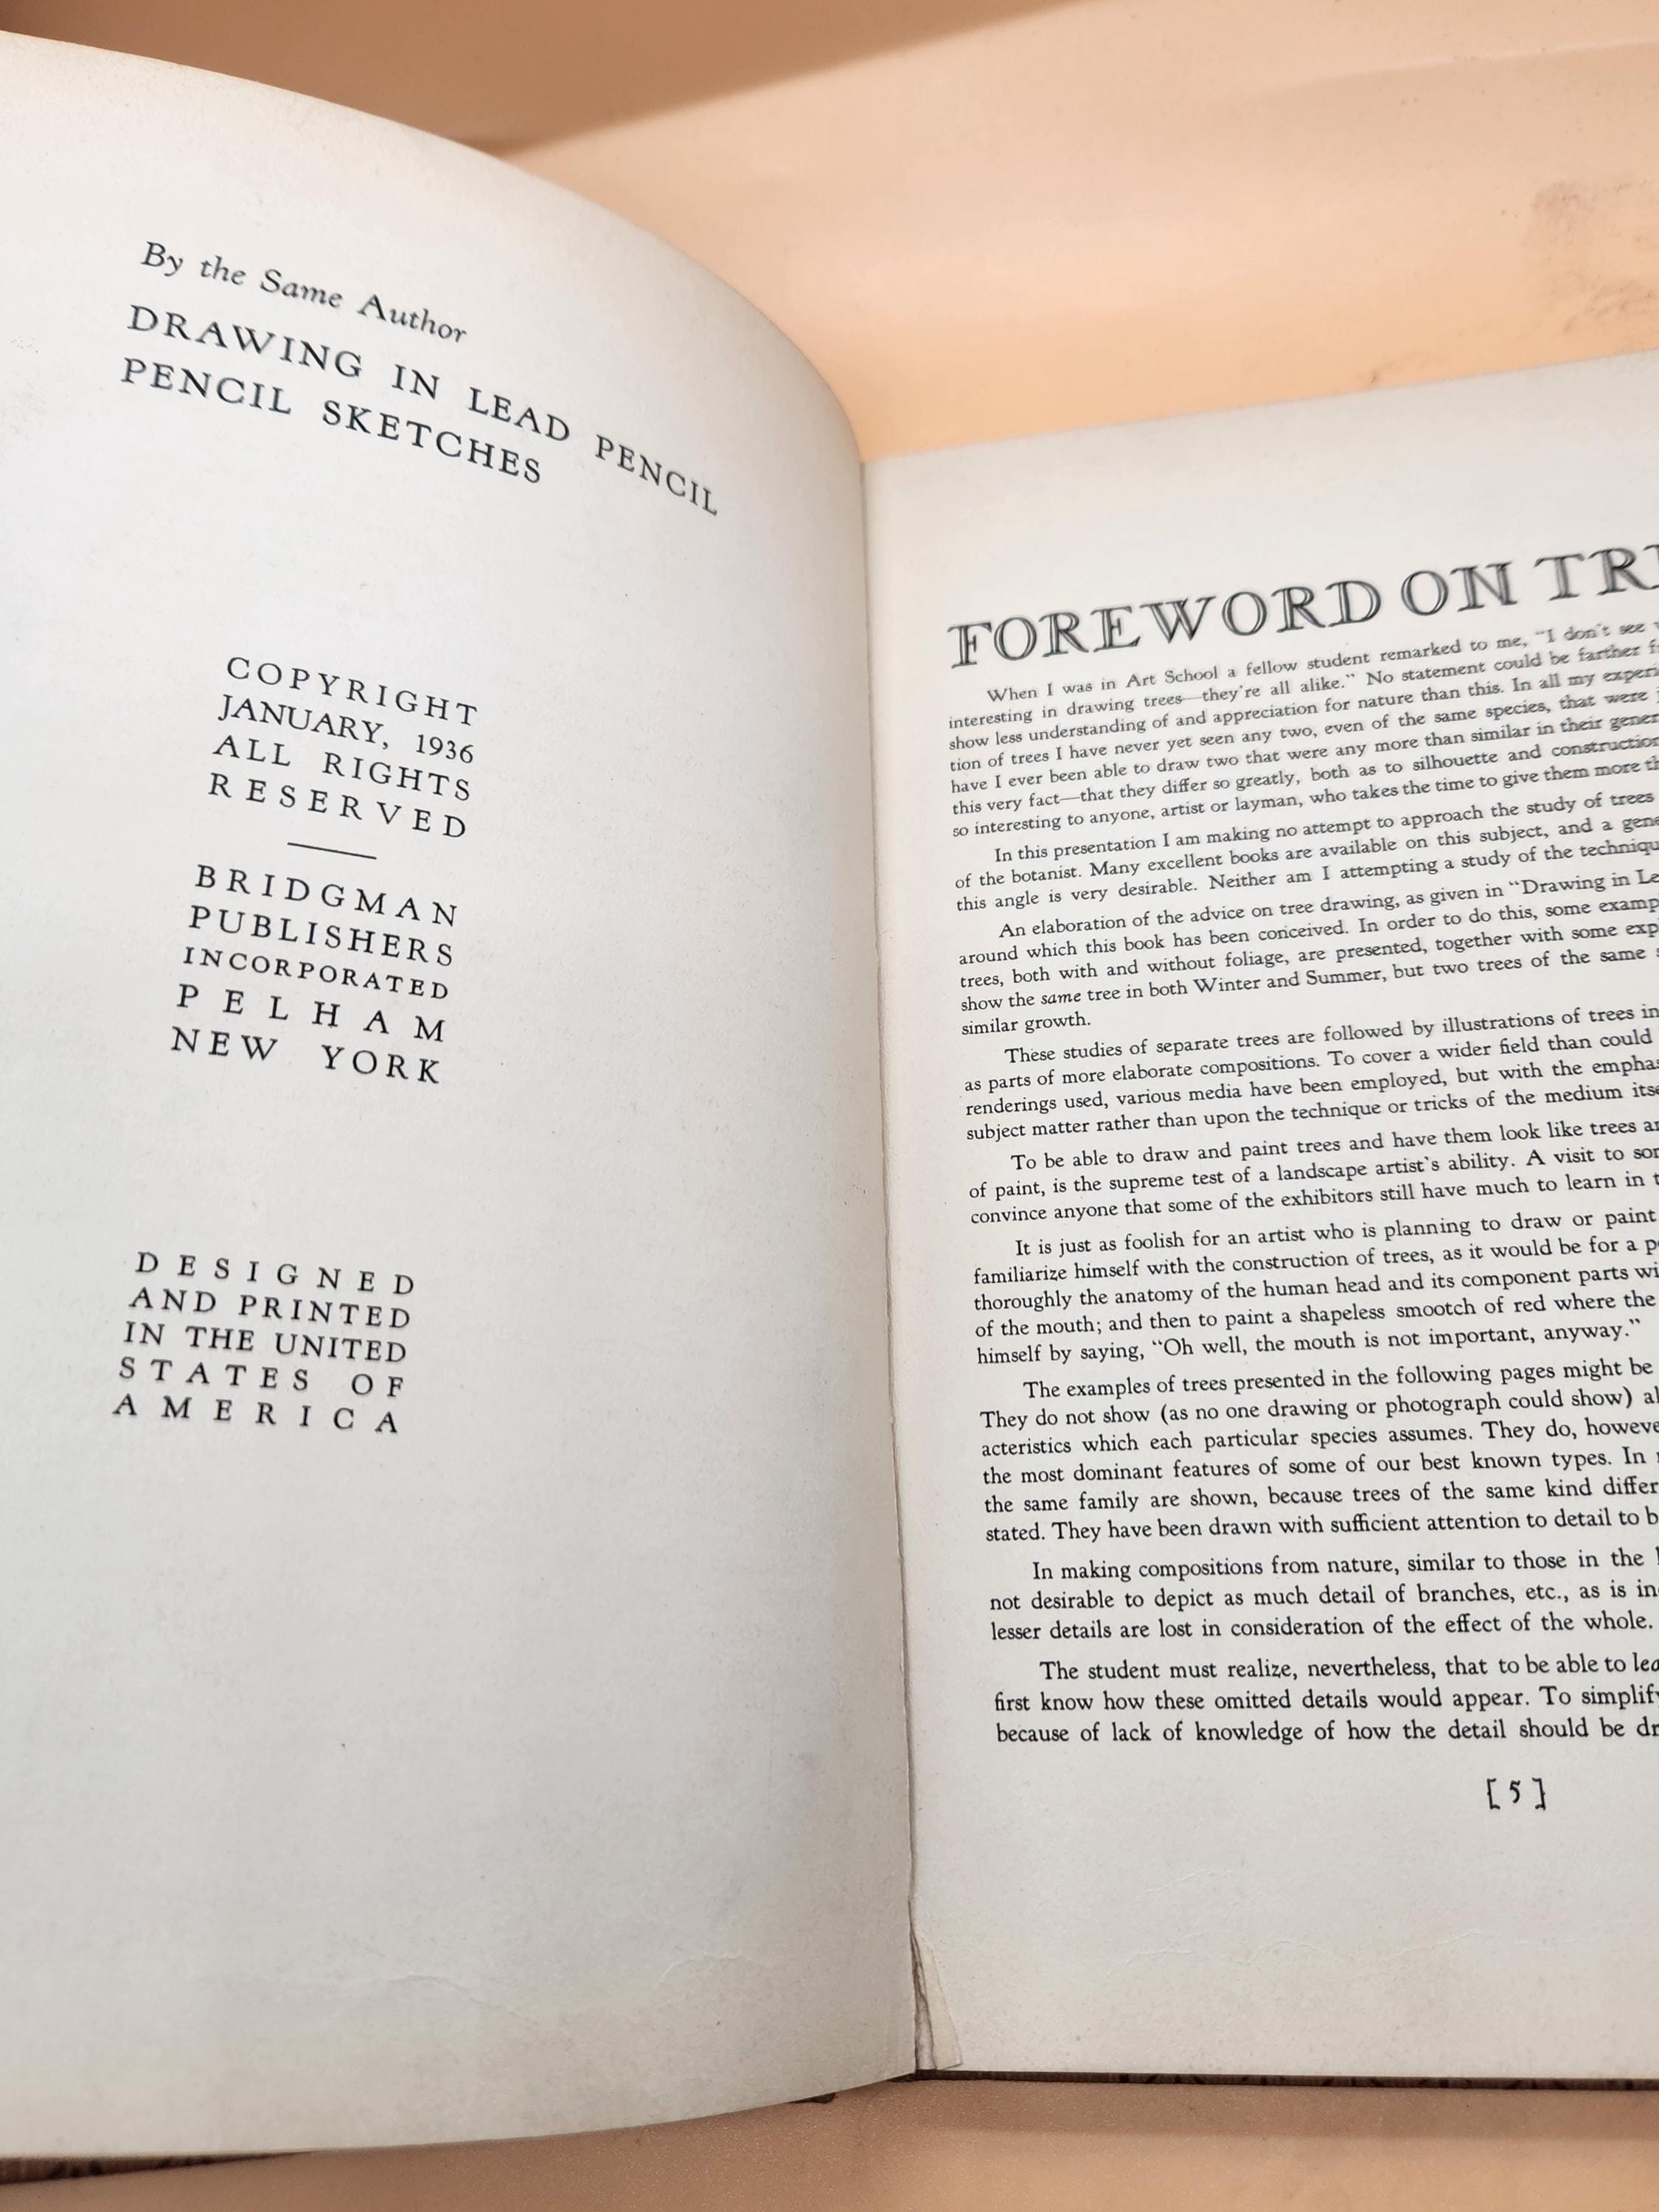 By the Same Author
DRAWING IN LEAD PENCIL
PENCIL SKETCHES
COPYRIGHT
JANUARY, 1936
ALL RIGHTS
RESERVED
BRIDGMAN
PUBLISHERS
INCORPORATED
PELHAM
NEW YORK
DESIGNED
AND PRINTED
IN THE UNITED
STATES OF
AMERICA
FOREWORD ON
When I was in Art School a fellow student remarked to me, “I don't see
interesting in drawing trees—they're all alike.” No statement could be farther
show less understanding of and appreciation for nature than this. In all my
tion of trees I have never yet seen any two, even of the same species, that were
have I ever been able to draw two that were any more than similar in their
this very fact—that they differ so greatly, both as to silhouette and
so interesting to anyone, artist or layman, who takes the time to give them more
In this presentation I am making no attempt to approach the study of trees
of the botanist. Many excellent books are available on this subject, and a
this angle is very desirable. Neither am I attempting a study of the
An elaboration of the advice on tree drawing, as given in “Drawing in
around which this book has been conceived. In order to do this, some
trees, both with and without foliage, are presented, together with some
show the same tree in both Winter and Summer, but two trees of the same
similar growth.
These studies of separate trees are followed by illustrations of trees in
as parts of more elaborate compositions. To cover a wider field than could
renderings used, various media have been employed, but with the
subject matter rather than upon the technique or tricks of the medium
To be able to draw and paint trees and have them look like trees
of paint, is the supreme test of a landscape artist's ability. A visit to
convince anyone that some of the exhibitors still have much to learn in
It is just as foolish for an artist who is planning to draw or paint
familiarize himself with the construction of trees, as it would be for a
thoroughly the anatomy of the human head and its component parts
of the mouth; and then to paint a shapeless smootch of red where the
himself by saying, “Oh well, the mouth is not important, anyway.”
The examples of trees presented in the following pages might be
They do not show (as no one drawing or photograph could show)
acteristics which each particular species assumes. They do,
the most dominant features of some of our best known types. In
the same family are shown, because trees of the same kind differ
stated. They have been drawn with sufficient attention to detail to
In making compositions from nature, similar to those in the
not desirable to depict as much detail of branches, etc., as is
lesser details are lost in consideration of the effect of the whole.
The student must realize, nevertheless, that to be able to
first know how these omitted details would appear. To simplify
because of lack of knowledge of how the detail should be
[5]